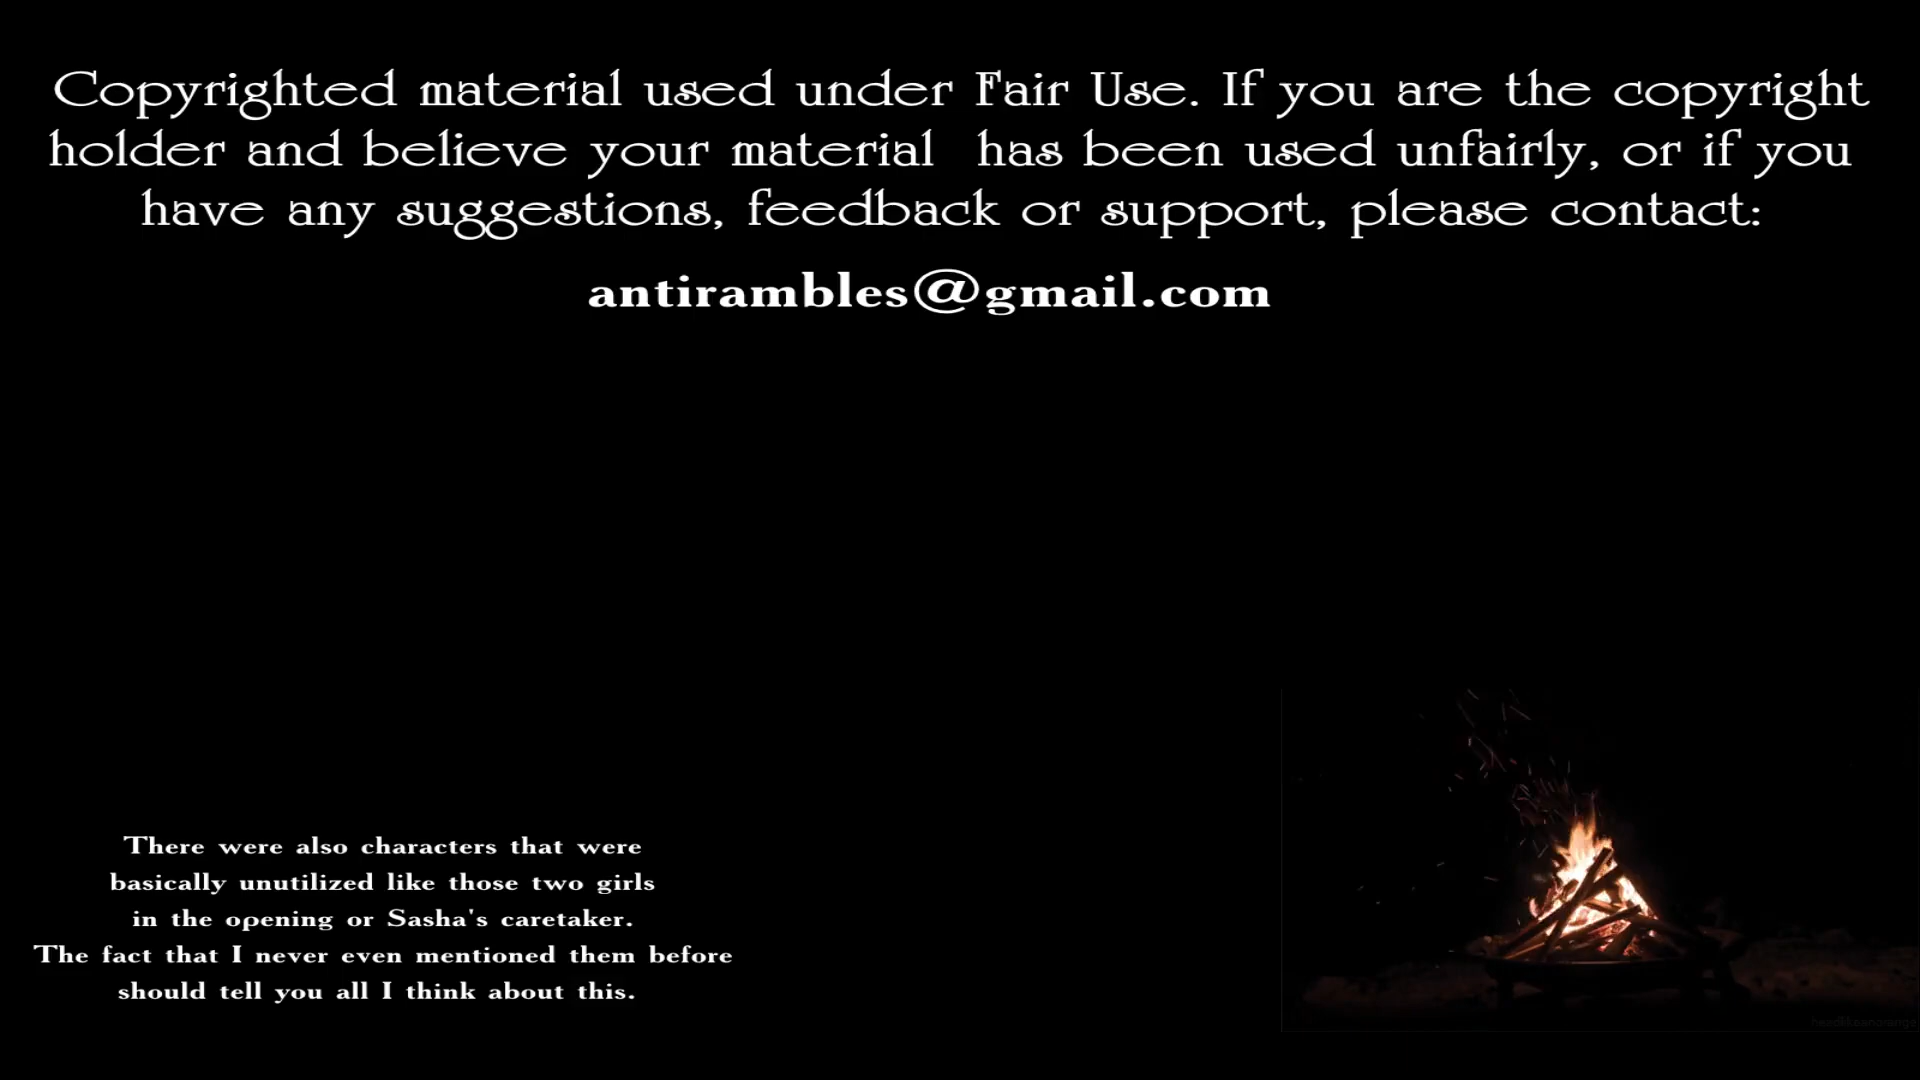 Copyrighted material used under Fair Use. If you are the copyright
holder and believe your material has been used unfairly, or if you
have any suggestions, feedback or support, please contact:
antirambles@gmail.com
There were also characters that were
basically unutilized like those two girls
in the opening or Sasha's caretaker.
The fact that I never even mentioned them before
should tell you all I think about this.